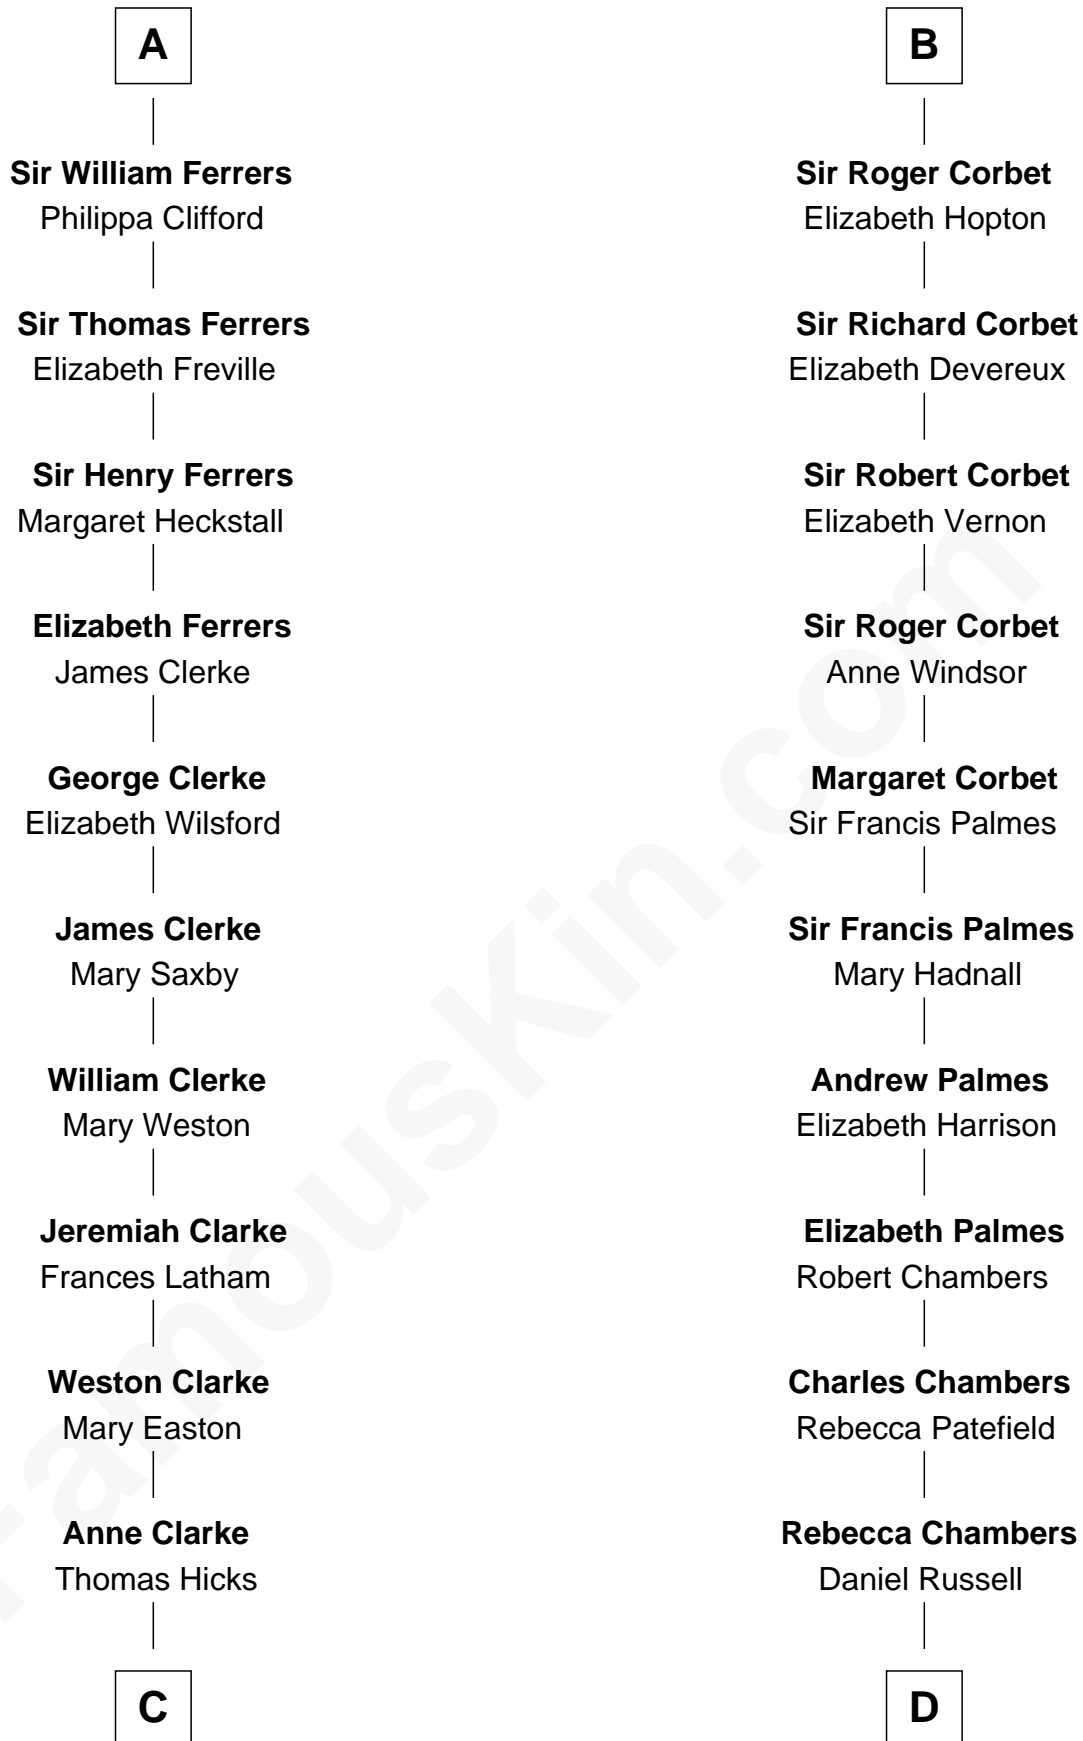 A
Sir William Ferrers
Philippa Clifford
Sir Thomas Ferrers
Elizabeth Freville
Sir Henry Ferrers
Margaret Heckstall
Elizabeth Ferrers
James Clerke
George Clerke
Elizabeth Wilsford
James Clerke
Mary Saxby
William Clerke
Mary Weston
Jeremiah Clarke
Frances Latham
Weston Clarke
Mary Easton
Anne Clarke
Thomas Hicks
C
B
Sir Roger Corbet
Elizabeth Hopton
Sir Richard Corbet
Elizabeth Devereux
Sir Robert Corbet
Elizabeth Vernon
Sir Roger Corbet
Anne Windsor
Margaret Corbet
Sir Francis Palmes
Sir Francis Palmes
Mary Hadnall
Andrew Palmes
Elizabeth Harrison
Elizabeth Palmes
Robert Chambers
Charles Chambers
Rebecca Patefield
Rebecca Chambers
Daniel Russell
D
FamousKin.com